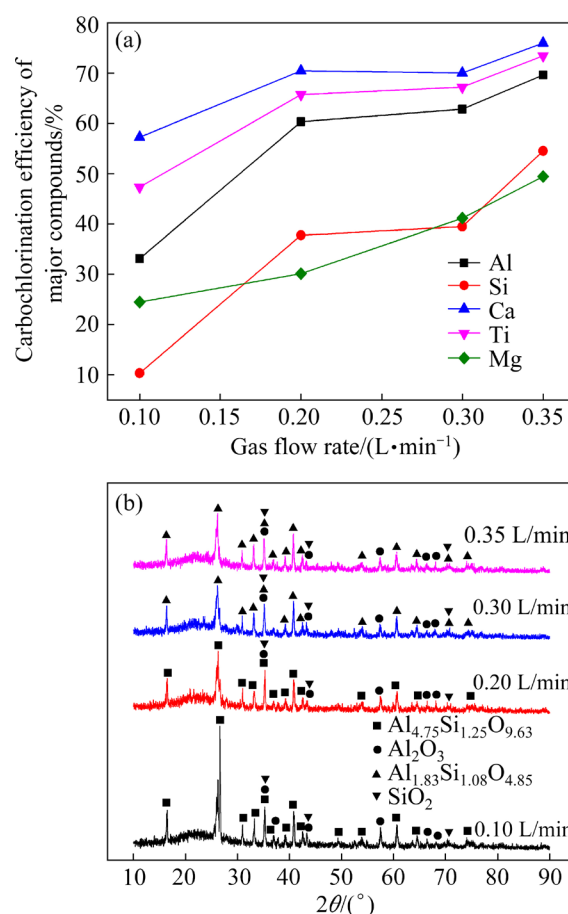 (a)
Carbochlorination efficiency of
major compounds/%
80
70
60
50
40
30
20
10
Al
Si
Ca
Ti
Mg
0.10 0.15 0.20 0.25 0.30 0.35
Gas flow rate/(L•min⁻¹)
(b)
0.35 L/min
0.30 L/min
0.20 L/min
Al₄.₇₅Si₁.₂₅O₉.₆₃
Al₂O₃
Al₁.₈₃Si₁.₀₈O₄.₈₅
SiO₂
0.10 L/min
10 20 30 40 50 60 70 80 90
2θ/(°)